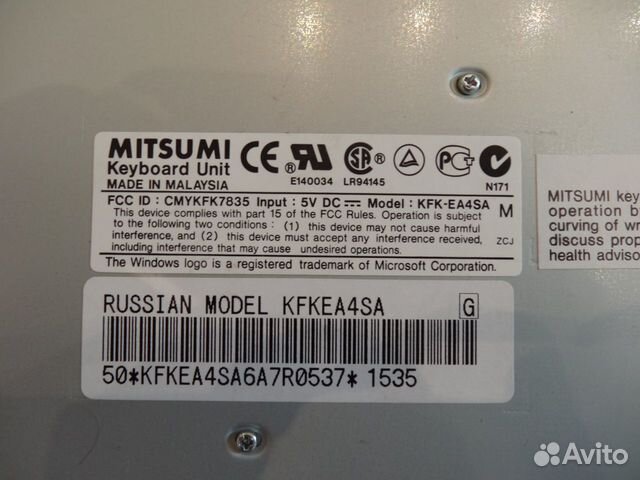 MITSUMI
Keyboard Unit
MADE IN MALAYSIA
E140034 LR94145
N171
FCC ID : CMYKFK7835 Input : 5V DC Model : KFK-EA4SA M
This device complies with part 15 of the FCC Rules. Operation is subject
to the following two conditions : (1) this device may not cause harmful
interference, and (2) this device must accept any interference received,
including interference that may cause undesired operations.
ZCJ
The Windows logo is a registered trademark of Microsoft Corporation.
MITSUMI key
operation b
curving of wr
discuss prop
health adviso
RUSSIAN MODEL KFKEA4SA G
50*KFKEA4SA6A7R0537* 1535
Avito